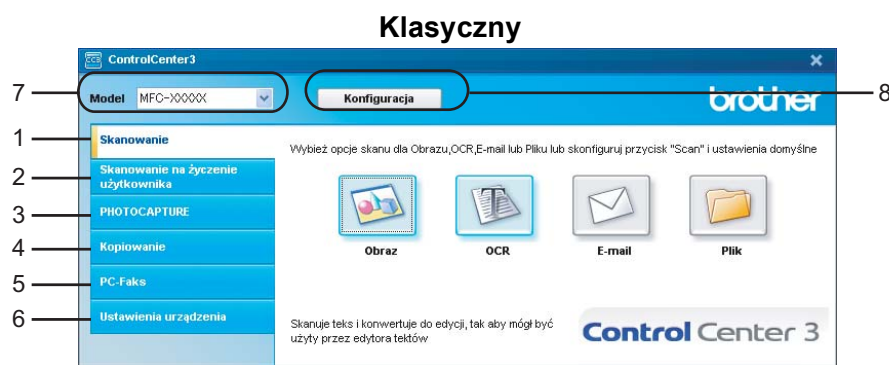 Klasyczny
ControlCenter3
7
Model MFC-XXXXX
Konfiguracja
8
brother
1
Skanowanie
Wybież opcje skanu dla Obrazu,OCR,E-mail lub Pliku lub skonfiguruj przycisk "Scan" i ustawienia domyślne
2
Skanowanie na życzenie
użytkownika
3
PHOTOCAPTURE
4
Kopiowanie
5
PC-Faks
6
Ustawienia urządzenia
Obraz
OCR
E-mail
Plik
Skanuje teks i konwertuje do edycji, tak aby mógł być
użyty przez edytora tektów
Control Center 3